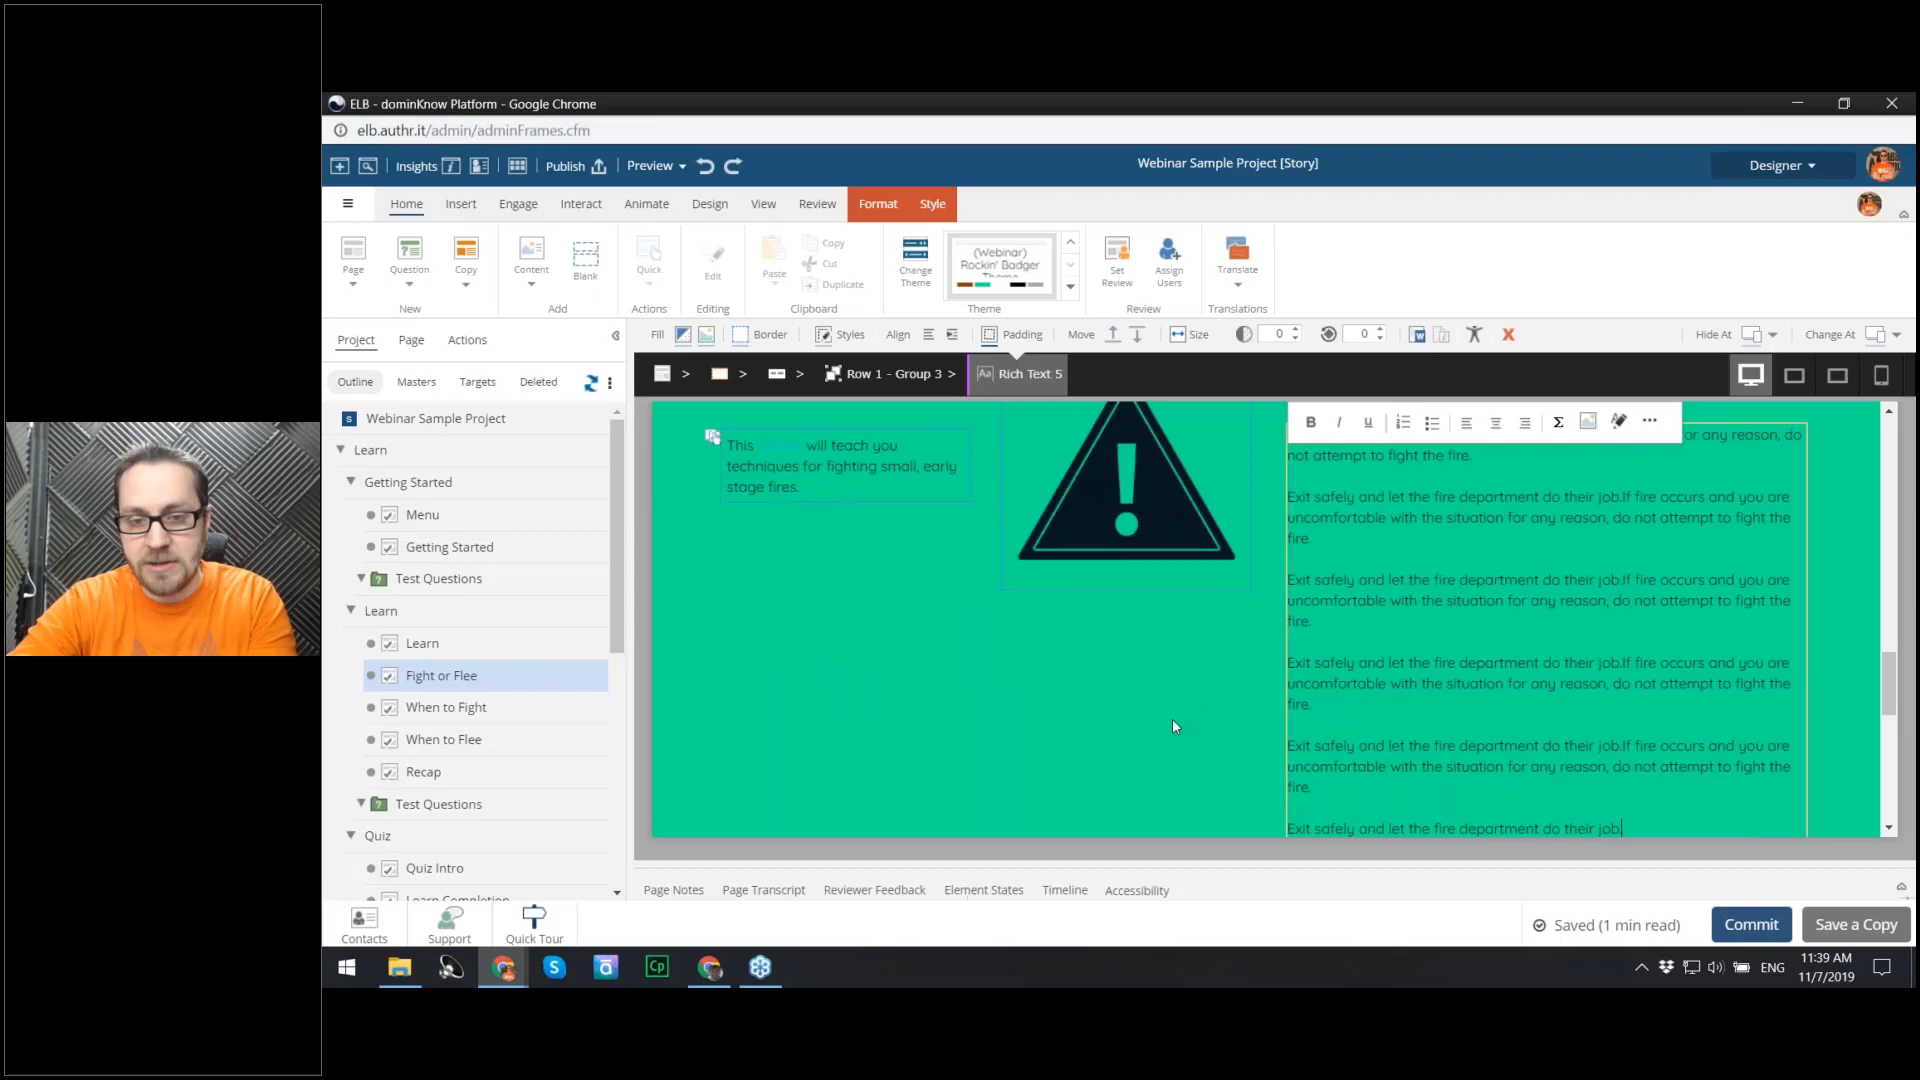 ELB - dominKnow Platform - Google Chrome
elb.authr.it/admin/adminFrames.cfm
Insights
Publish
Preview
Webinar Sample Project [Story]
Designer
Home Insert Engage Interact Animate Design View Review Format Style
Page
Question
Copy
New
Content
Blank
Add
Quick
Actions
Edit
Editing
Paste
Copy
Cut
Duplicate
Clipboard
Change
Theme
(Webinar)
Rockin' Badger
Theme
Set
Review
Assign
Users
Review
Translate
Translations
Project Page Actions
Fill Border Styles Align Padding Move Size 0 0 Hide At Change At
Outline Masters Targets Deleted
> > > Row 1 - Group 3 > Aa Rich Text 5
S Webinar Sample Project
Learn
Getting Started
Menu
Getting Started
Test Questions
Learn
Learn
Fight or Flee
When to Fight
When to Flee
Recap
Test Questions
Quiz
Quiz Intro
Learn Completion
This will teach you
techniques for fighting small, early
stage fires.
B I U Σ
or any reason, do
not attempt to fight the fire.
Exit safely and let the fire department do their job.If fire occurs and you are
uncomfortable with the situation for any reason, do not attempt to fight the
fire.
Exit safely and let the fire department do their job.If fire occurs and you are
uncomfortable with the situation for any reason, do not attempt to fight the
fire.
Exit safely and let the fire department do their job.If fire occurs and you are
uncomfortable with the situation for any reason, do not attempt to fight the
fire.
Exit safely and let the fire department do their job.If fire occurs and you are
uncomfortable with the situation for any reason, do not attempt to fight the
fire.
Exit safely and let the fire department do their job.
Page Notes Page Transcript Reviewer Feedback Element States Timeline Accessibility
Contacts Support Quick Tour
Saved (1 min read) Commit Save a Copy
S a Cp
ENG
11:39 AM
11/7/2019